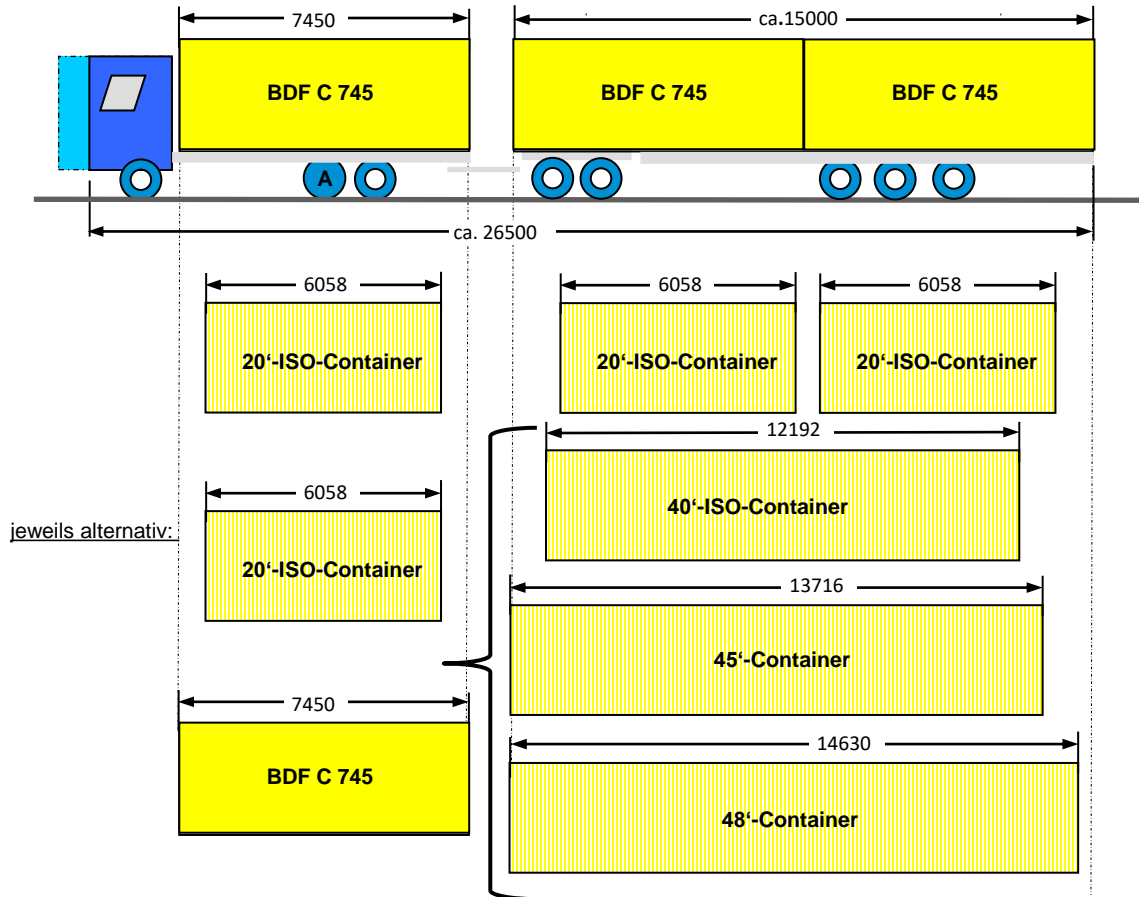 7450
ca.15000
BDF C 745
BDF C 745
BDF C 745
A
ca. 26500
6058
6058
6058
20‘-ISO-Container
20‘-ISO-Container
20‘-ISO-Container
12192
40‘-ISO-Container
6058
jeweils alternativ:
20‘-ISO-Container
13716
45‘-Container
7450
BDF C 745
14630
48‘-Container